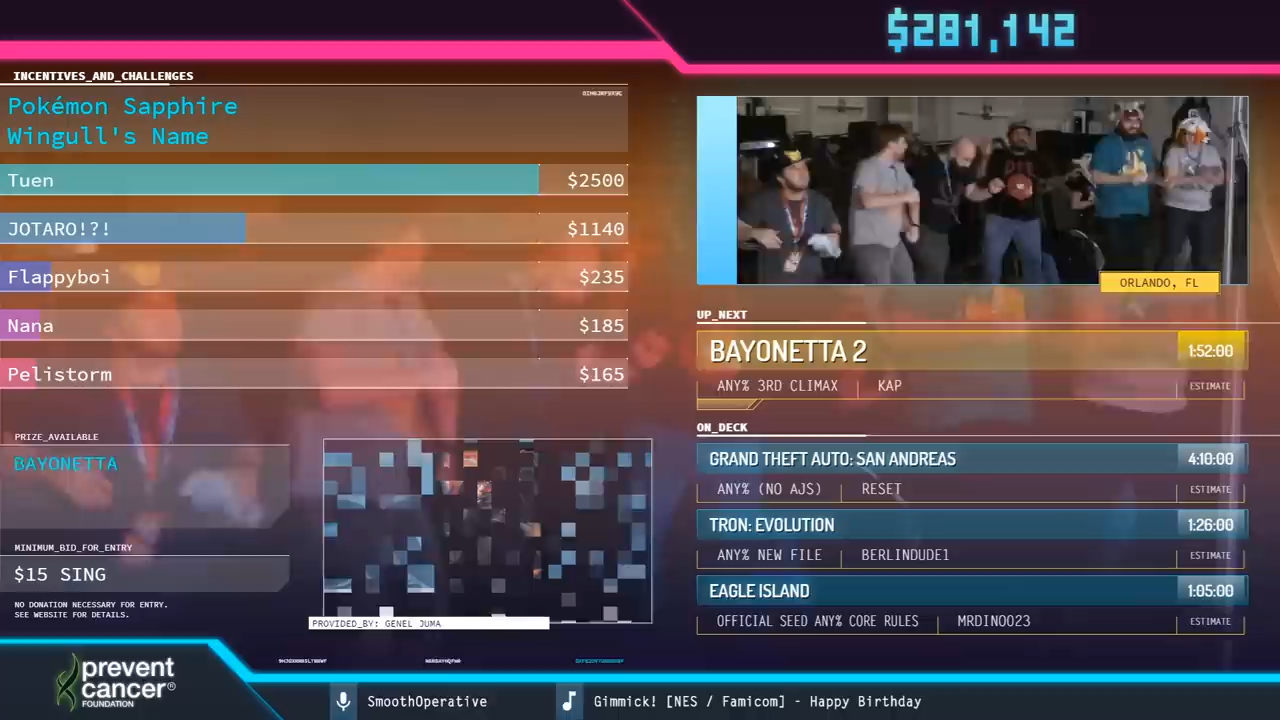 $281,142
INCENTIVES_AND_CHALLENGES
Pokémon Sapphire
Wingull's Name
Tuen $2500
JOTARO!?! $1140
Flappyboi $235
Nana $185
Pelistorm $165
PRIZE_AVAILABLE
BAYONETTA
MINIMUM_BID_FOR_ENTRY
$15 SING
NO DONATION NECESSARY FOR ENTRY.
SEE WEBSITE FOR DETAILS.
PROVIDED_BY: GENEL JUMA
ORLANDO, FL
UP_NEXT
BAYONETTA 2 1:52:00
ANY% 3RD CLIMAX KAP ESTIMATE
ON_DECK
GRAND THEFT AUTO: SAN ANDREAS 4:10:00
ANY% (NO AJS) RESET ESTIMATE
TRON: EVOLUTION 1:26:00
ANY% NEW FILE BERLINDUDE1 ESTIMATE
EAGLE ISLAND 1:05:00
OFFICIAL SEED ANY% CORE RULES MRDINOO23 ESTIMATE
prevent
cancer®
FOUNDATION
SmoothOperative
Gimmick! [NES / Famicom] - Happy Birthday